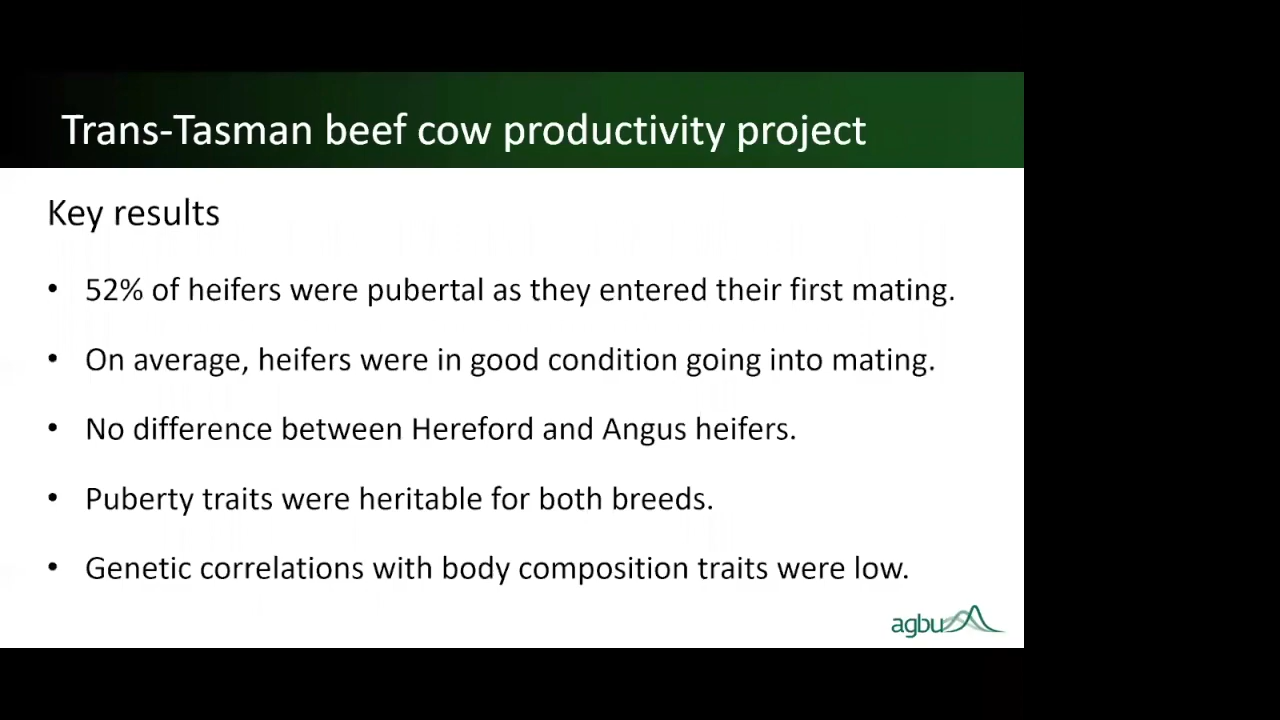 Trans-Tasman beef cow productivity project
Key results
• 52% of heifers were pubertal as they entered their first mating.
• On average, heifers were in good condition going into mating.
• No difference between Hereford and Angus heifers.
• Puberty traits were heritable for both breeds.
• Genetic correlations with body composition traits were low.
agbu